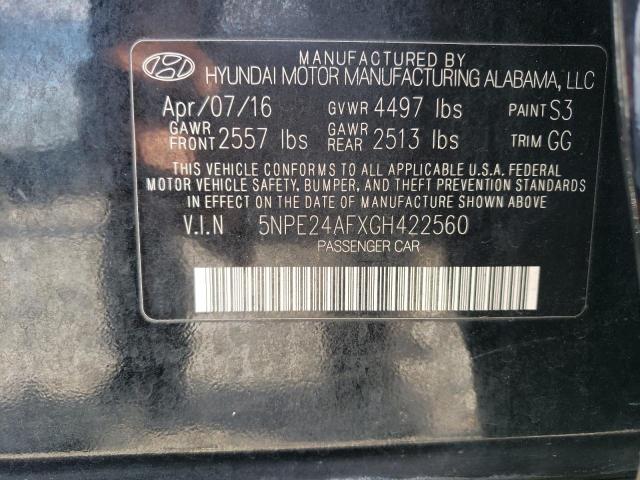 MANUFACTURED BY
HYUNDAI MOTOR MANUFACTURING ALABAMA, LLC
Apr/07/16 GVWR 4497 lbs PAINT S3
GAWR FRONT 2557 lbs GAWR REAR 2513 lbs TRIM GG
THIS VEHICLE CONFORMS TO ALL APPLICABLE U.S.A. FEDERAL
MOTOR VEHICLE SAFETY, BUMPER, AND THEFT PREVENTION STANDARDS
IN EFFECT ON THE DATE OF MANUFACTURE SHOWN ABOVE
V.I.N 5NPE24AFXGH422560
PASSENGER CAR